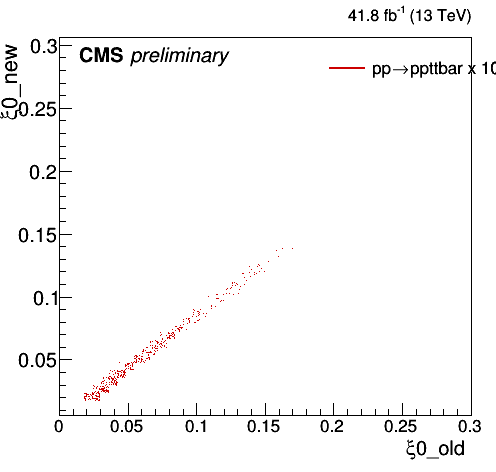 41.8 fb⁻¹ (13 TeV)
CMS preliminary
pp→ppttbar x 10
ξ0_new
0.3
0.25
0.2
0.15
0.1
0.05
0 0.05 0.1 0.15 0.2 0.25 0.3
ξ0_old